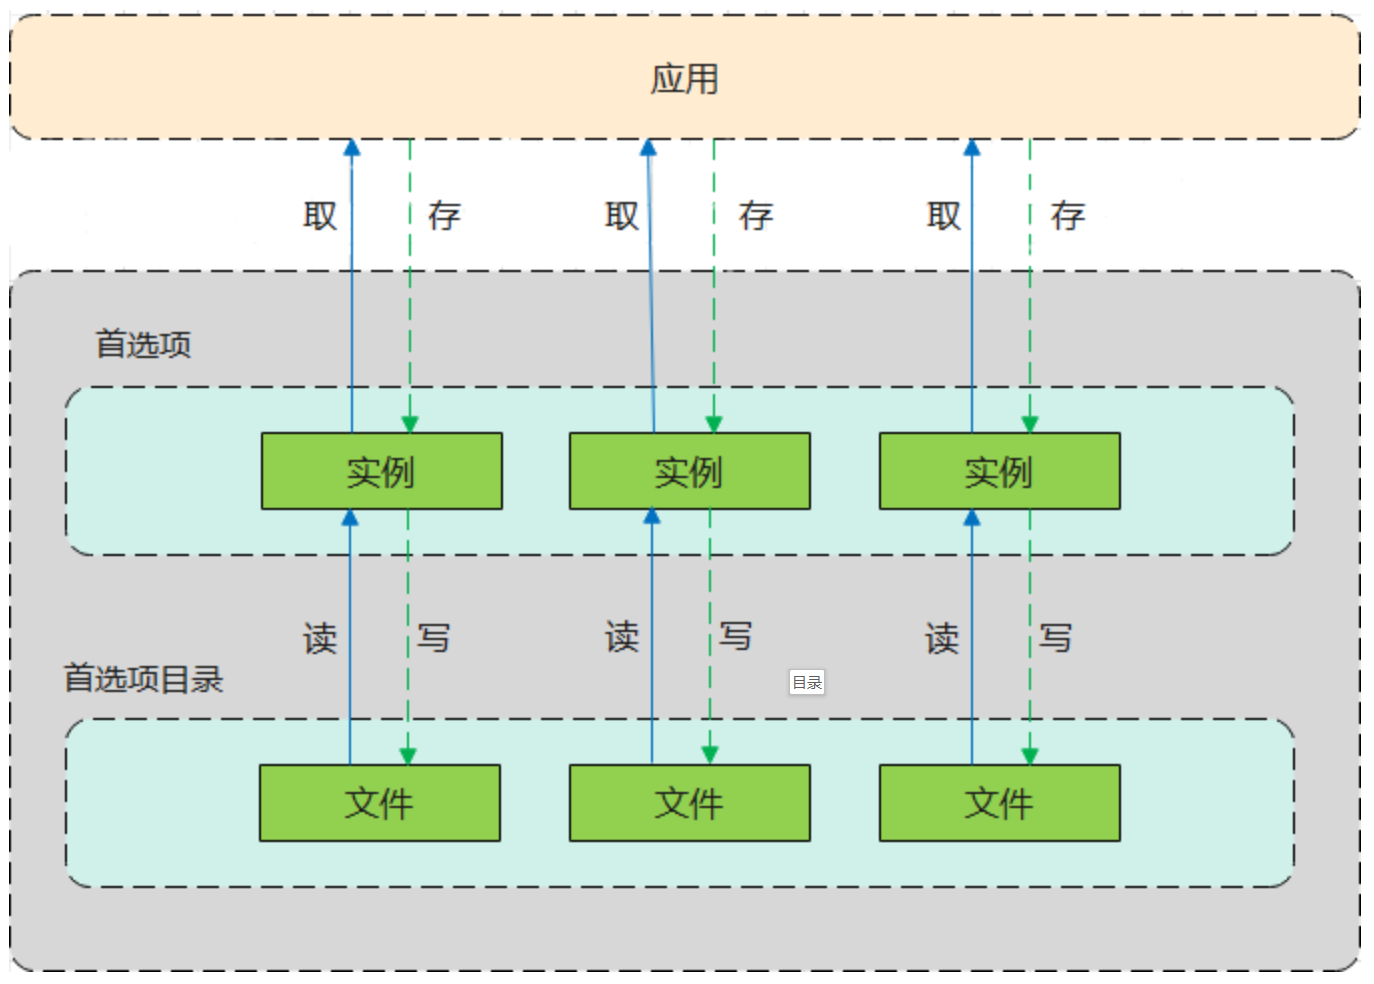 应用
取 存 取 存 取 存
首选项
实例 实例 实例
读 写 读 写 读 写
首选项目录
目录
文件 文件 文件